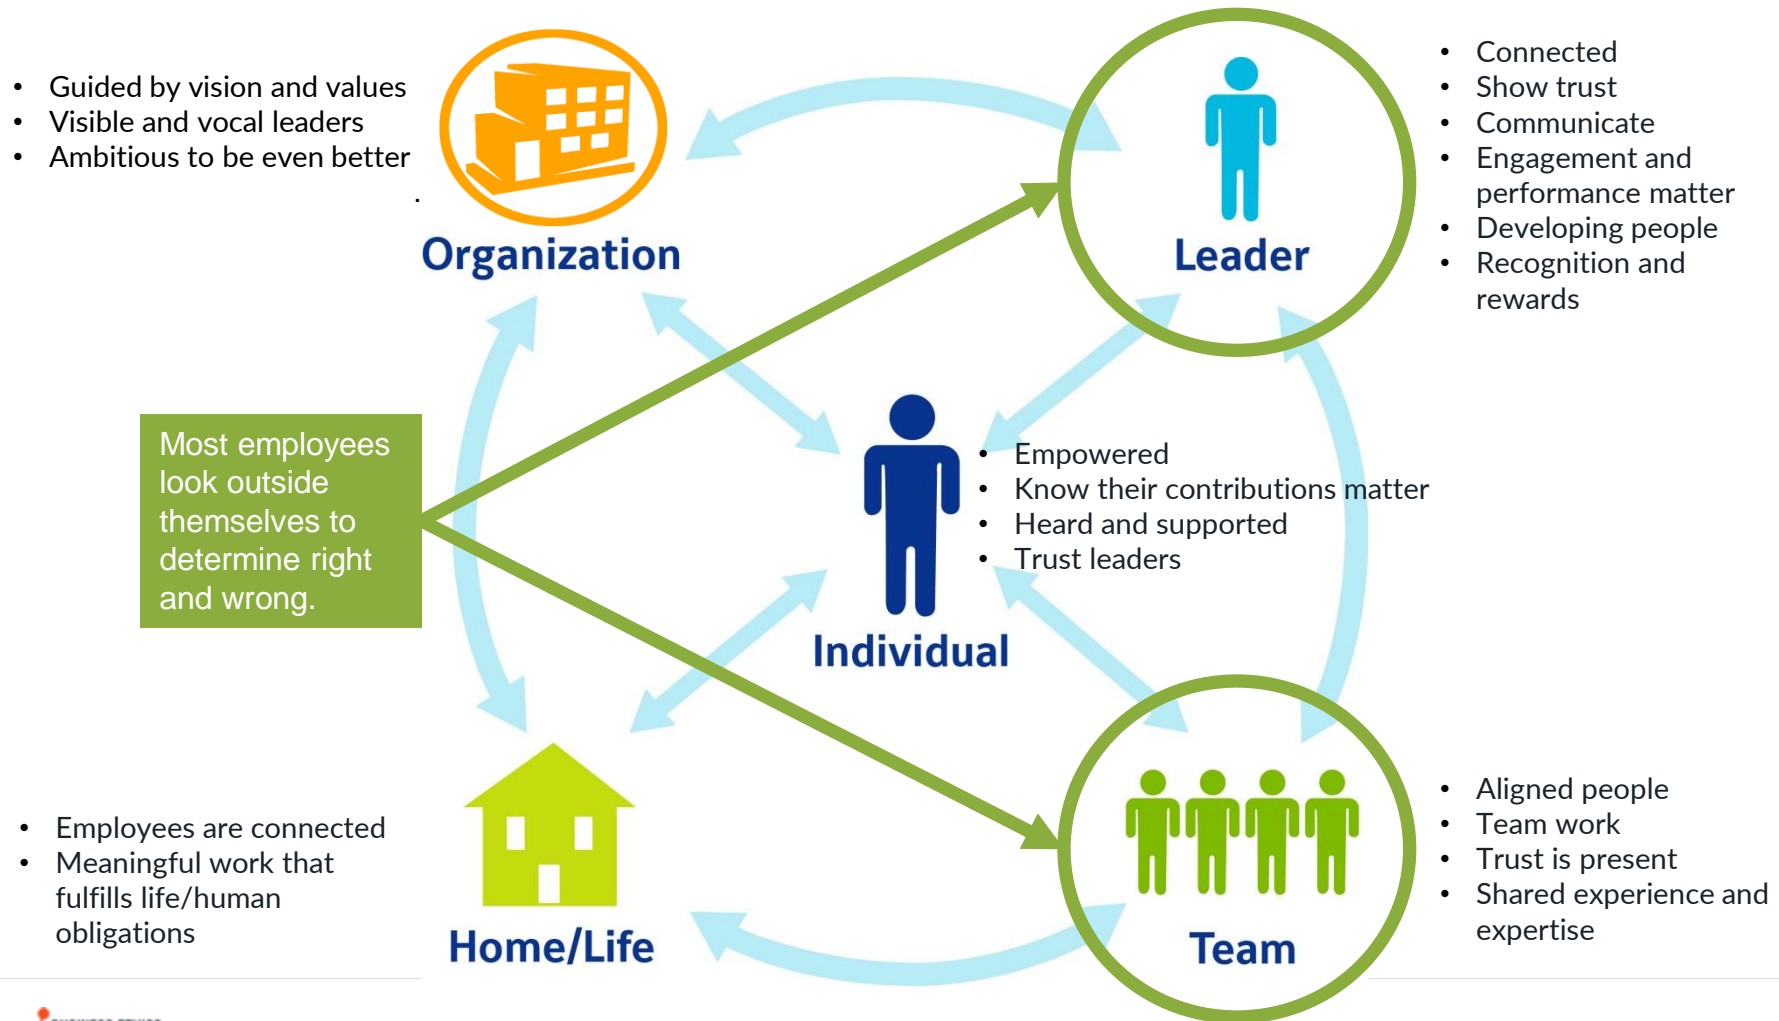 • Guided by vision and values
• Visible and vocal leaders
• Ambitious to be even better
.
Organization
Leader
• Connected
• Show trust
• Communicate
• Engagement and
performance matter
• Developing people
• Recognition and
rewards
Most employees
look outside
themselves to
determine right
and wrong.
• Empowered
• Know their contributions matter
• Heard and supported
• Trust leaders
Individual
• Employees are connected
• Meaningful work that
fulfills life/human
obligations
Home/Life
Team
• Aligned people
• Team work
• Trust is present
• Shared experience and
expertise